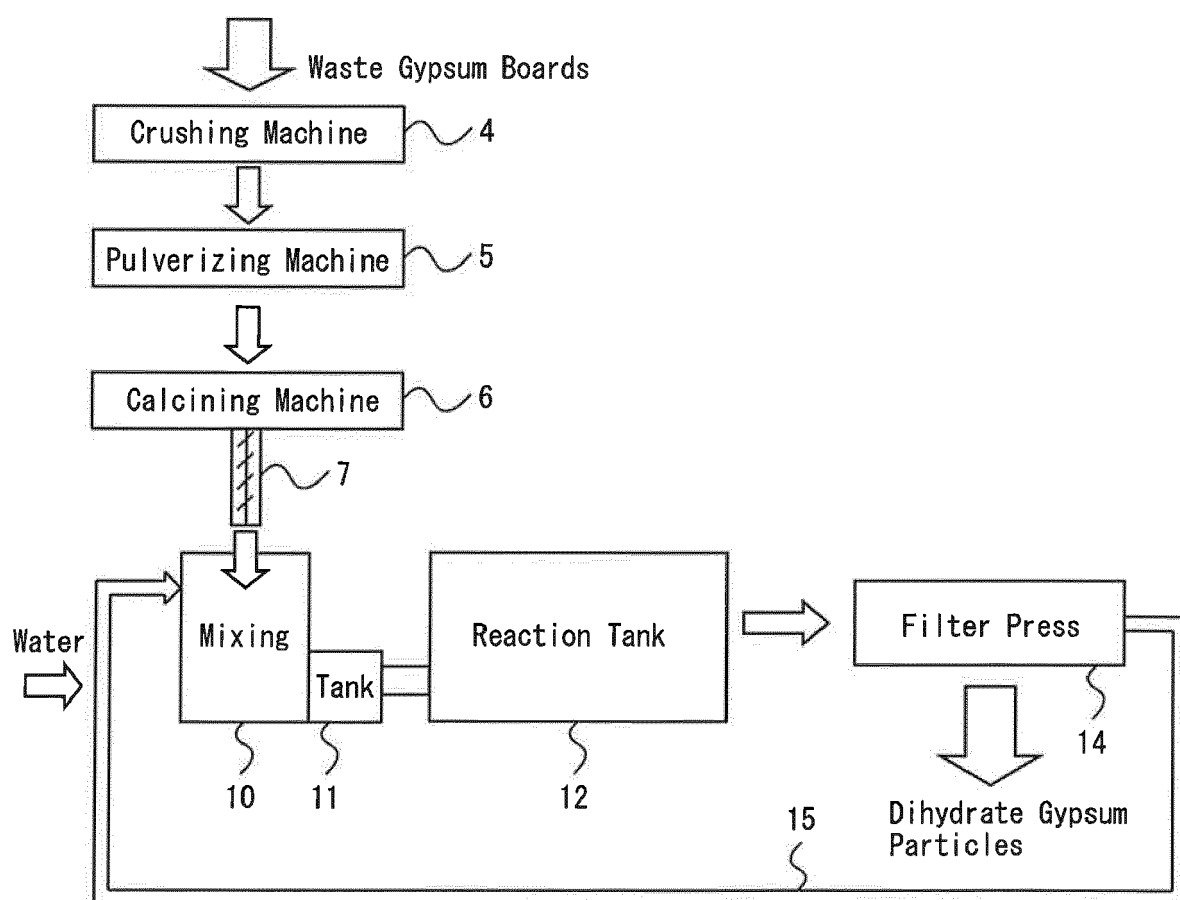 Waste Gypsum Boards
Crushing Machine
4
Pulverizing Machine
5
Calcining Machine
6
7
Water
Mixing
Tank
Reaction Tank
Filter Press
10
11
12
14
Dihydrate Gypsum
Particles
15